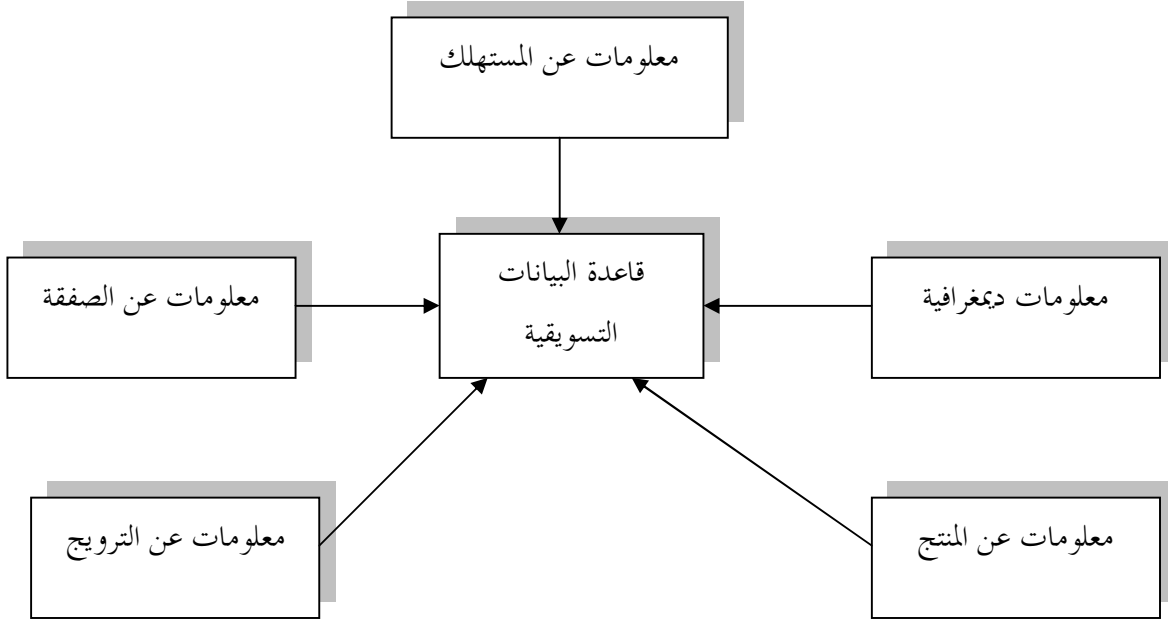 معلومات عن المستهلك
قاعدة البيانات
التسويقية
معلومات ديمغرافية
معلومات عن الصفقة
معلومات عن المنتج
معلومات عن الترويج